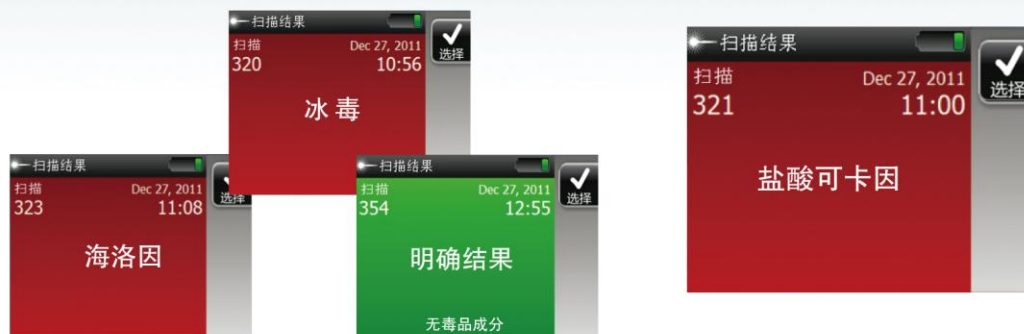 扫描结果
扫描
Dec 27, 2011
320
10:56
选择
冰毒
扫描结果
扫描
Dec 27, 2011
321
11:00
选择
盐酸可卡因
扫描结果
扫描
Dec 27, 2011
323
11:08
选择
海洛因
扫描结果
扫描
Dec 27, 2011
354
12:55
选择
明确结果
无毒品成分